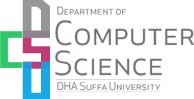 DEPARTMENT OF
COMPUTER
SCIENCE
DHA SUFFA UNIVERSITY